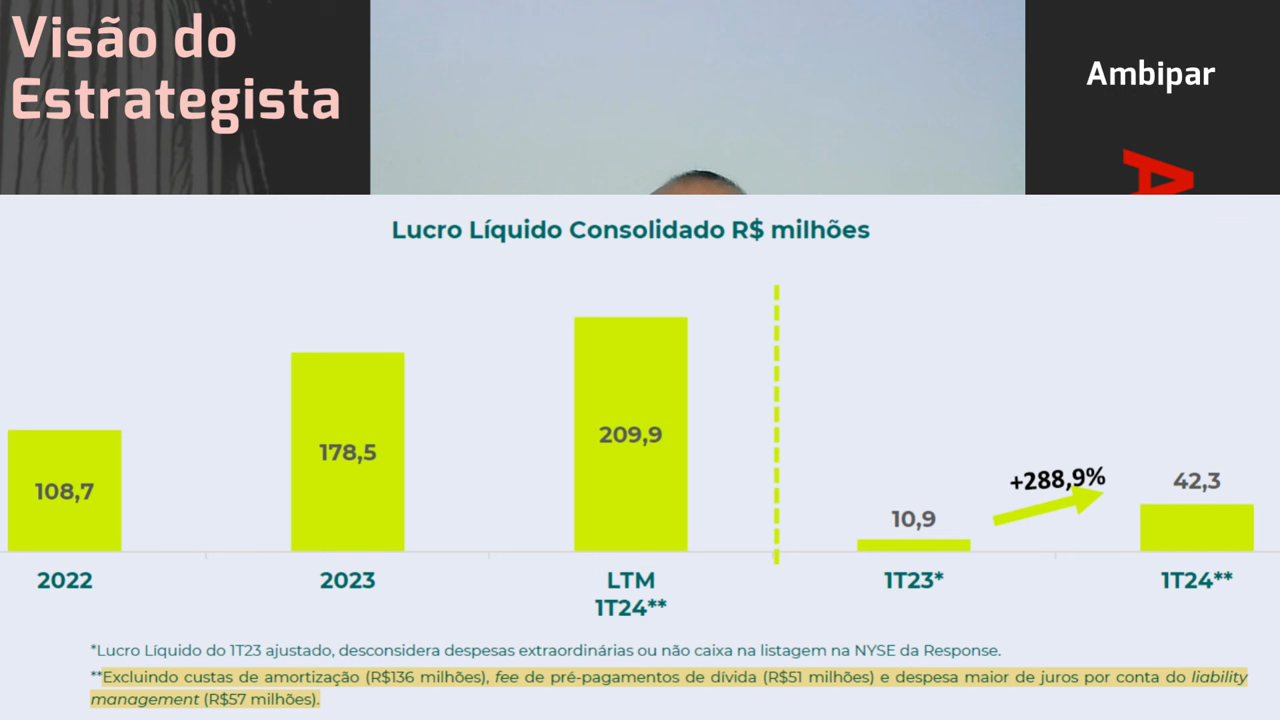 Visão do
Estrategista
Ambipar
A
Lucro Líquido Consolidado R$ milhões
108,7
178,5
209,9
10,9
+288,9%
42,3
2022
2023
LTM
1T24**
1T23*
1T24**
*Lucro Líquido do 1T23 ajustado, desconsidera despesas extraordinárias ou não caixa na listagem na NYSE da Response.
**Excluindo custas de amortização (R$136 milhões), fee de pré-pagamentos de dívida (R$51 milhões) e despesa maior de juros por conta do liability
management (R$57 milhões).